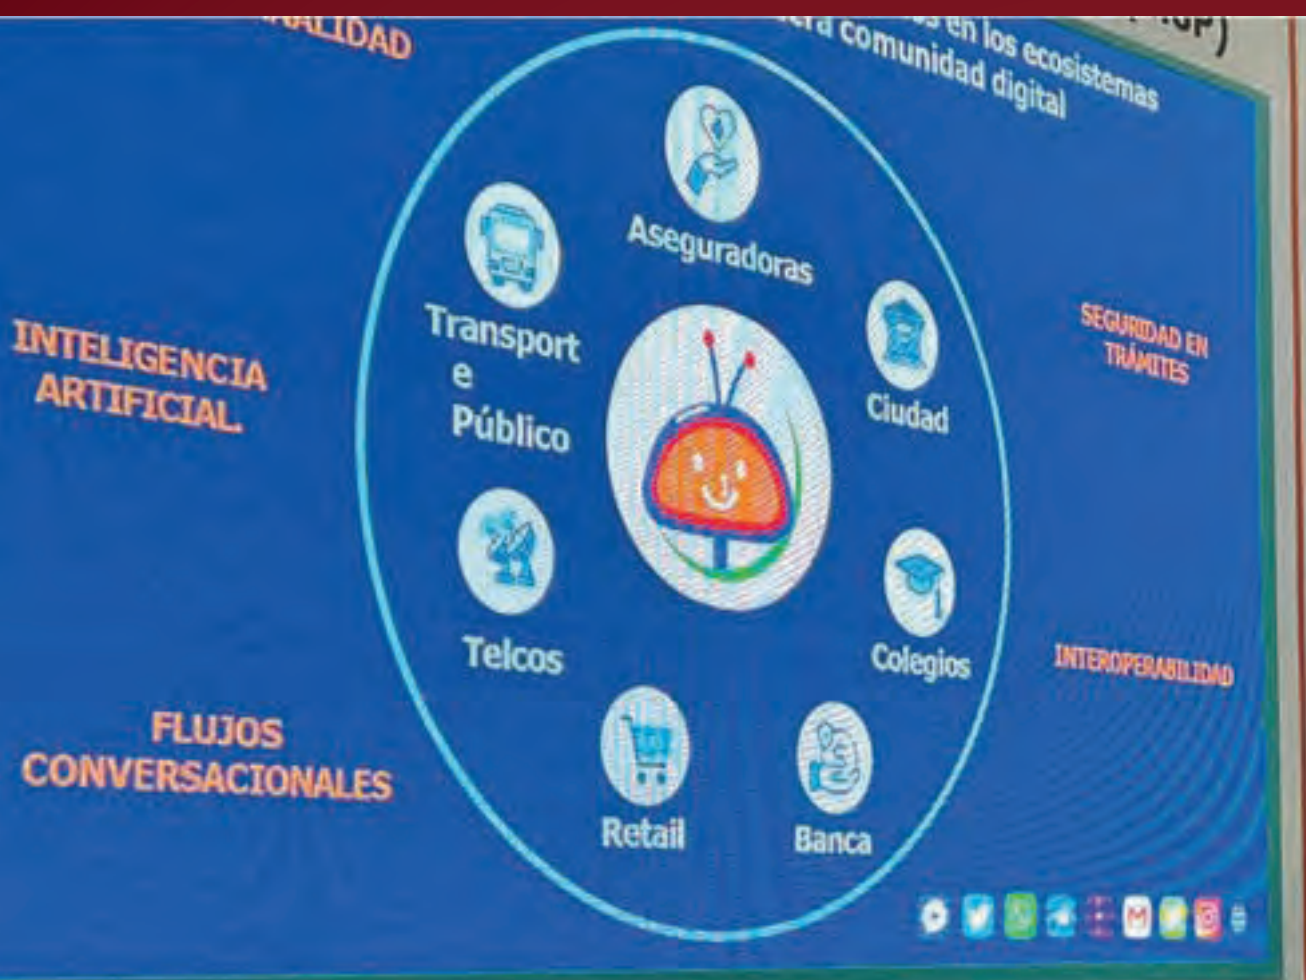 en los ecosistemas
comunidad digital
Aseguradoras
Transport
e
Público
Ciudad
INTELIGENCIA
ARTIFICIAL.
SEGURIDAD EN
TRÁMITES
Telcos
Colegios
INTEROPERABILIDAD
FLUJOS
CONVERSACIONALES
Retail
Banca